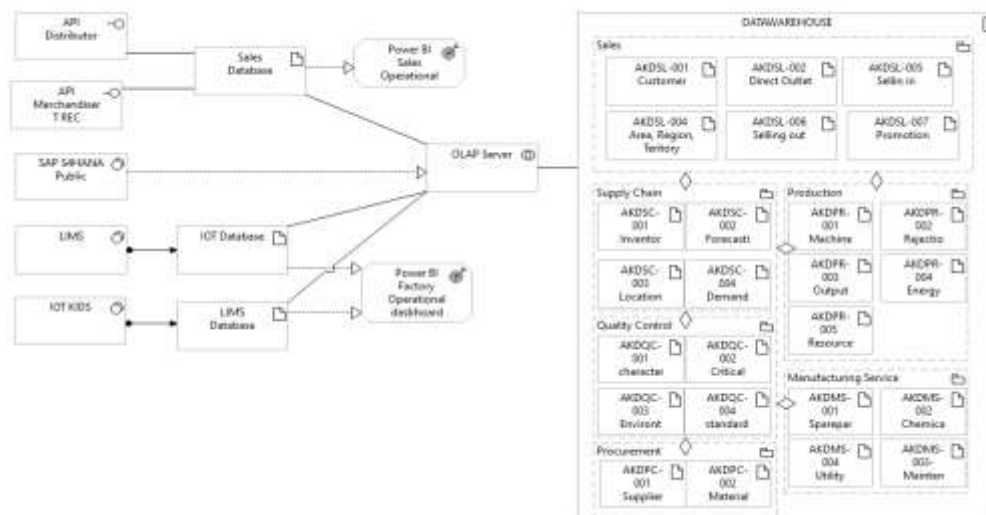 API
Distributor
API
Merchandiser
T REC
SAP S4HANA
Public
LIMS
IOT KIDS
Sales
Database
IOT Database
LIMS
Database
Power BI
Sales
Operational
Power BI
Factory
Operational
dashboard
OLAP Server
DATAWAREHOUSE
Sales
AKDSL-001
Customer
AKDSL-002
Direct Outlet
AKDSL-005
Sellin in
AKDSL-004
Area, Region,
Teritory
AKDSL-006
Selling out
AKDSL-007
Promotion
Supply Chain
AKDSC-
001
Inventor
AKDSC-
002
Forecasti
AKDSC-
003
Location
AKDSC-
004
Demand
Production
AKDPR-
001
Machine
AKDPR-
002
Rejectio
AKDPR-
003
Output
AKDPR-
004
Energy
AKDPR-
005
Resource
Quality Control
AKDQC-
001
character
AKDQC-
002
Critical
AKDQC-
003
Environt
AKDQC-
004
standard
Manufacturing Service
AKDMS-
001
Sparepar
AKDMS-
002
Chemica
AKDMS-
004
Utility
AKDMS-
003-
Mainten
Procurement
AKDPC-
001
Supplier
AKDPC-
002
Material